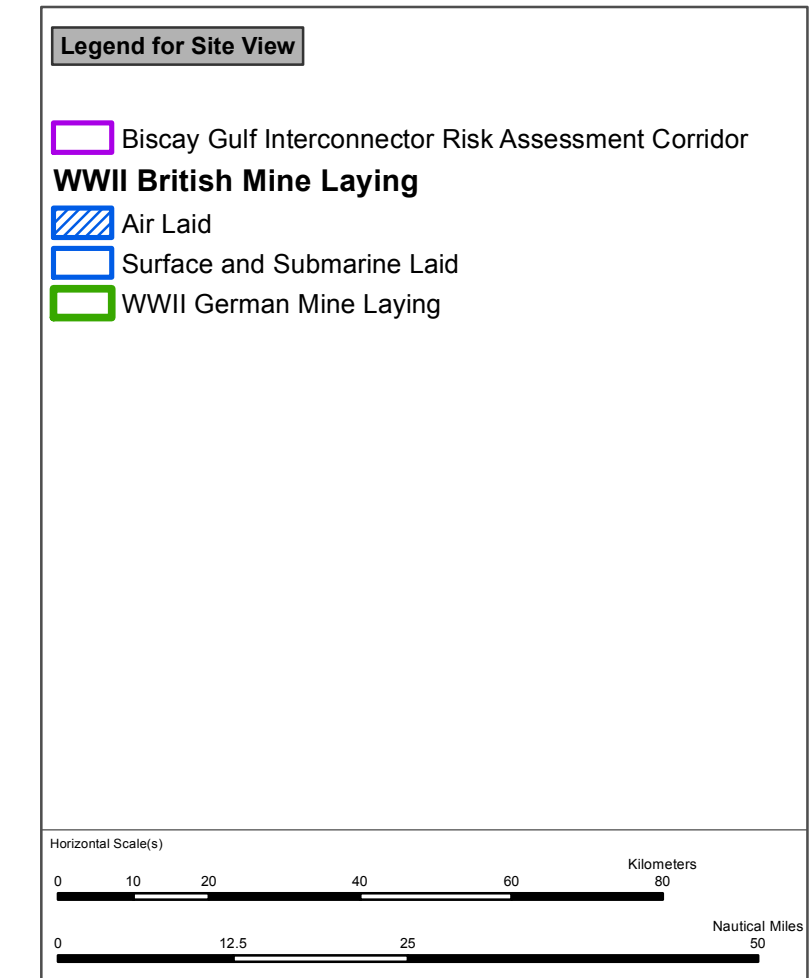 Legend for Site View
Biscay Gulf Interconnector Risk Assessment Corridor
WWII British Mine Laying
Air Laid
Surface and Submarine Laid
WWII German Mine Laying
Horizontal Scale(s)
Kilometers
0 10 20 40 60 80
Nautical Miles
0 12.5 25 50